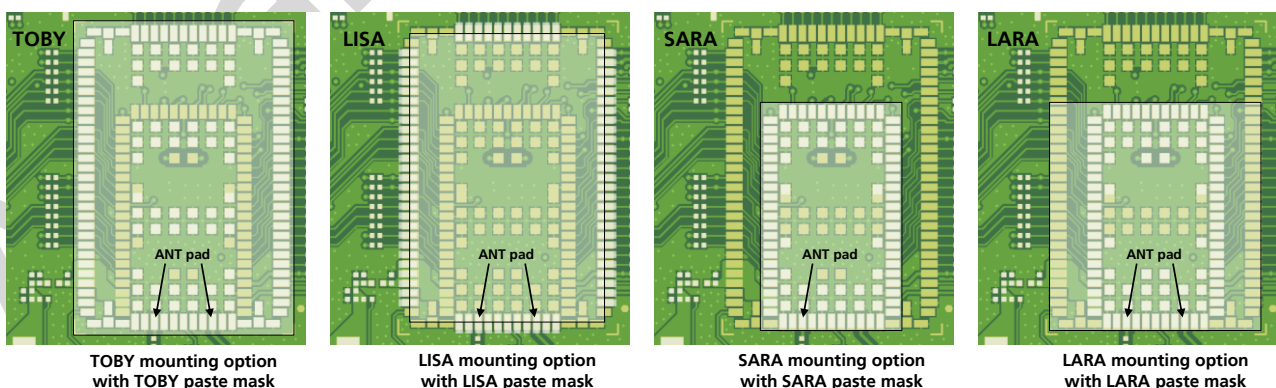 TOBY
LISA
SARA
LARA
ANT pad
ANT pad
ANT pad
ANT pad
TOBY mounting option
with TOBY paste mask
LISA mounting option
with LISA paste mask
SARA mounting option
with SARA paste mask
LARA mounting option
with LARA paste mask